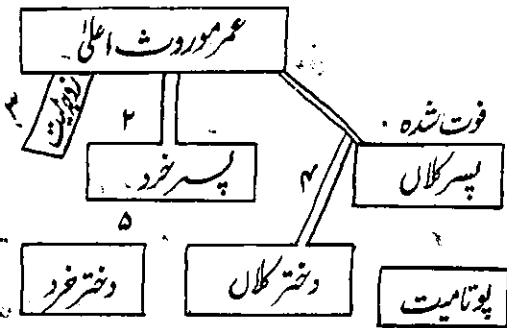 عمر موروث اعلیٰ
زوجہ میت
۳
۲
فوت شدہ
پسر خرد
۴
پسر کلاں
۵
دختر خرد
دختر کلاں
پوتا میت